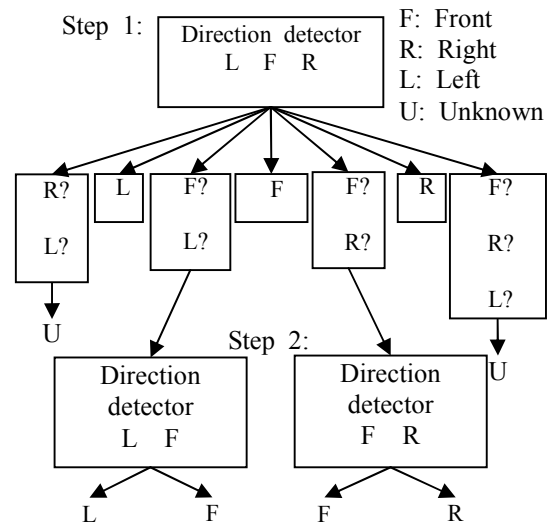 Step 1:
Direction detector
L F R
F: Front
R: Right
L: Left
U: Unknown
R?
L?
L
F?
L?
F
F?
R?
R
F?
R?
L?
U
U
Step 2:
Direction
detector
L F
Direction
detector
F R
L
F
F
R